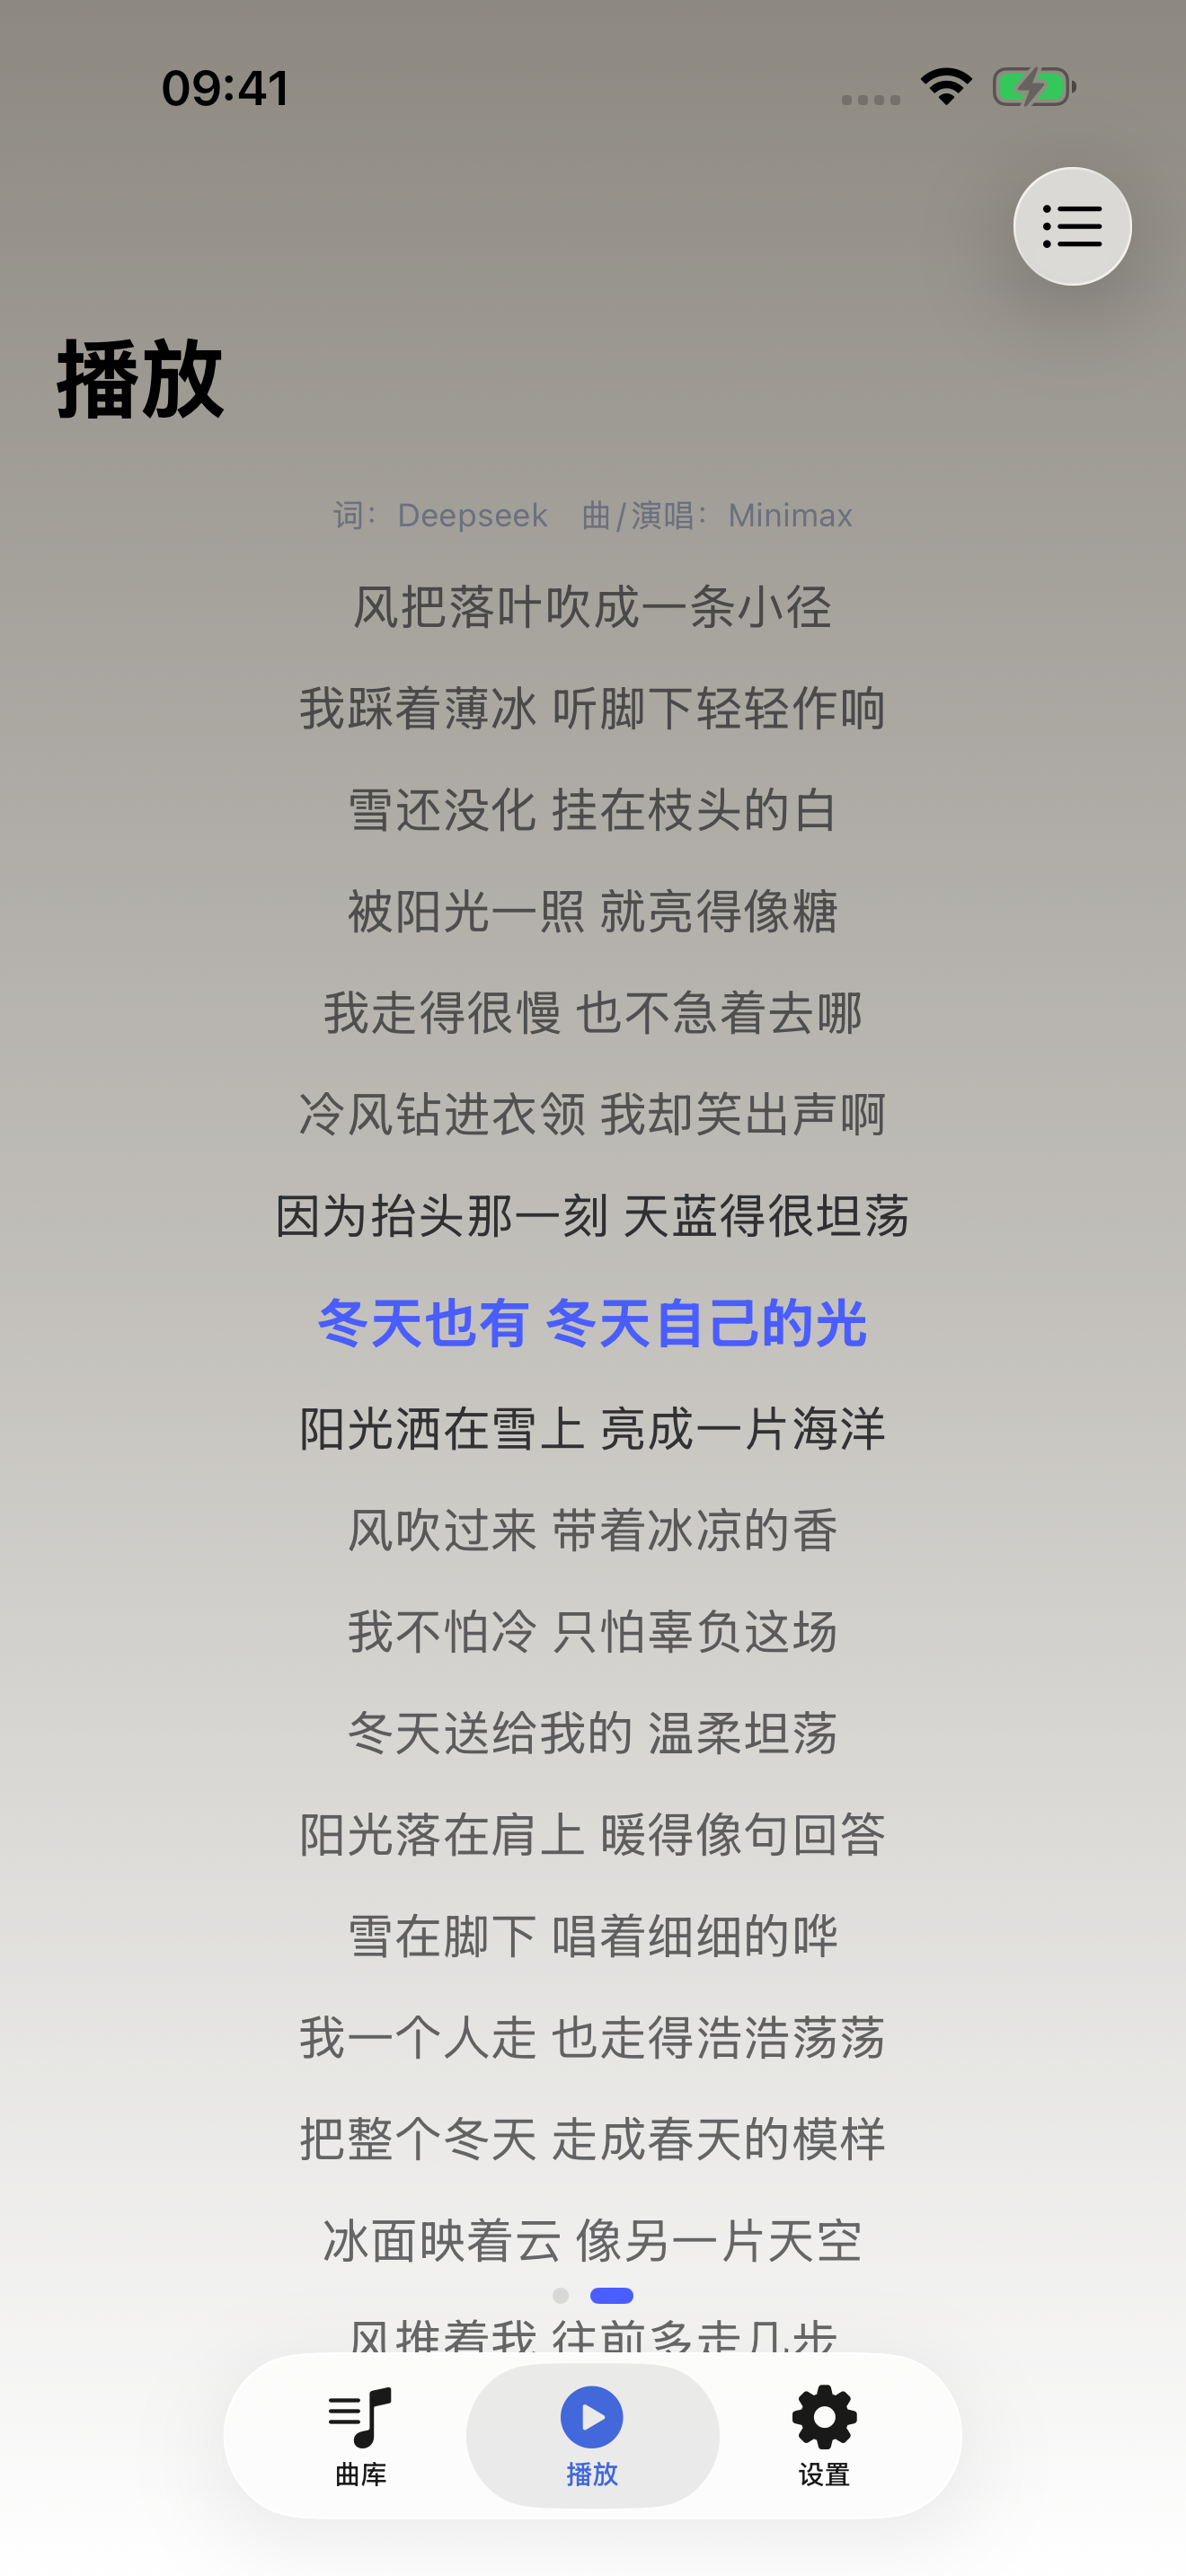 09:41
播放
词：Deepseek 曲/演唱：Minimax
风把落叶吹成一条小径
我踩着薄冰 听脚下轻轻作响
雪还没化 挂在枝头的白
被阳光一照 就亮得像糖
我走得很慢 也不急着去哪
冷风钻进衣领 我却笑出声啊
因为抬头那一刻 天蓝得很坦荡
冬天也有 冬天自己的光
阳光洒在雪上 亮成一片海洋
风吹过来 带着冰凉的香
我不怕冷 只怕辜负这场
冬天送给我的 温柔坦荡
阳光落在肩上 暖得像句回答
雪在脚下 唱着细细的哗
我一个人走 也走得浩浩荡荡
把整个冬天 走成春天的模样
冰面映着云 像另一片天空
风推着我 往前多走几步
曲库
播放
设置